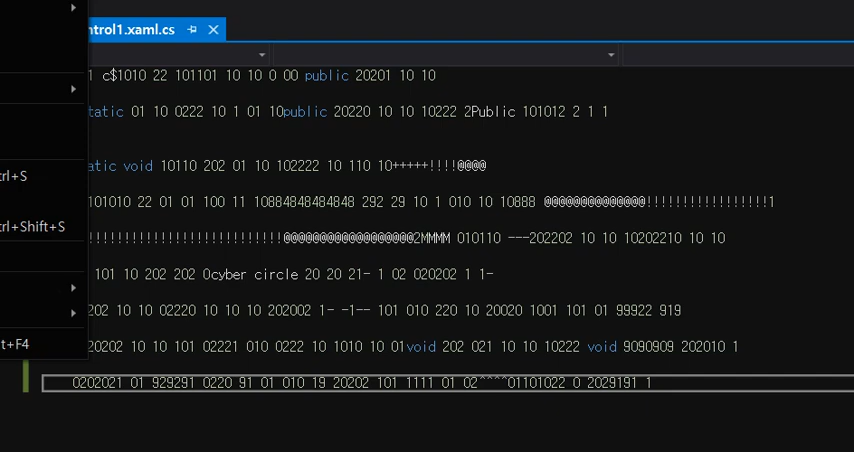 ntrol1.xaml.cs
1 c$1010 22 101101 10 10 0 00 public 20201 10 10
tatic 01 10 0222 10 1 01 10public 20220 10 10 10222 2Public 101012 2 1 1
atic void 10110 202 01 10 102222 10 110 10+++++!!!!@@@@
trl+S
101010 22 01 01 100 11 10884848484848 292 29 10 1 010 10 10888 @@@@@@@@@@@@@@!!!!!!!!!!!!!!!!!1
trl+Shift+S
!!!!!!!!!!!!!!!!!!!!!!!!!!!@@@@@@@@@@@@@@@@@@2MMMM 010110 ---202202 10 10 10202210 10 10
101 10 202 202 0cyber circle 20 20 21- 1 02 020202 1 1-
202 10 10 02220 10 10 10 202002 1- -1-- 101 010 220 10 20020 1001 101 01 99922 919
t+F4
20202 10 10 101 02221 010 0222 10 1010 10 01void 202 021 10 10 10222 void 9090909 202010 1
0202021 01 929291 0220 91 01 010 19 20202 101 1111 01 02^^^^01101022 0 2029191 1